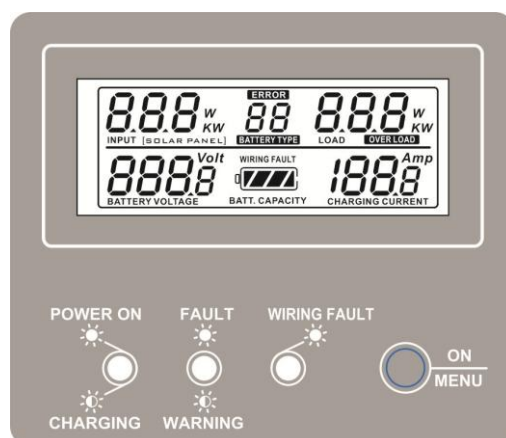 ERROR
8.8.8 W KW 88 8.8.8 W KW
INPUT [SOLAR PANEL] BATTERY TYPE LOAD OVER LOAD
888.8 Volt WIRING FAULT 188.8 Amp
BATTERY VOLTAGE BATT. CAPACITY CHARGING CURRENT
POWER ON FAULT WIRING FAULT
ON
MENU
CHARGING WARNING